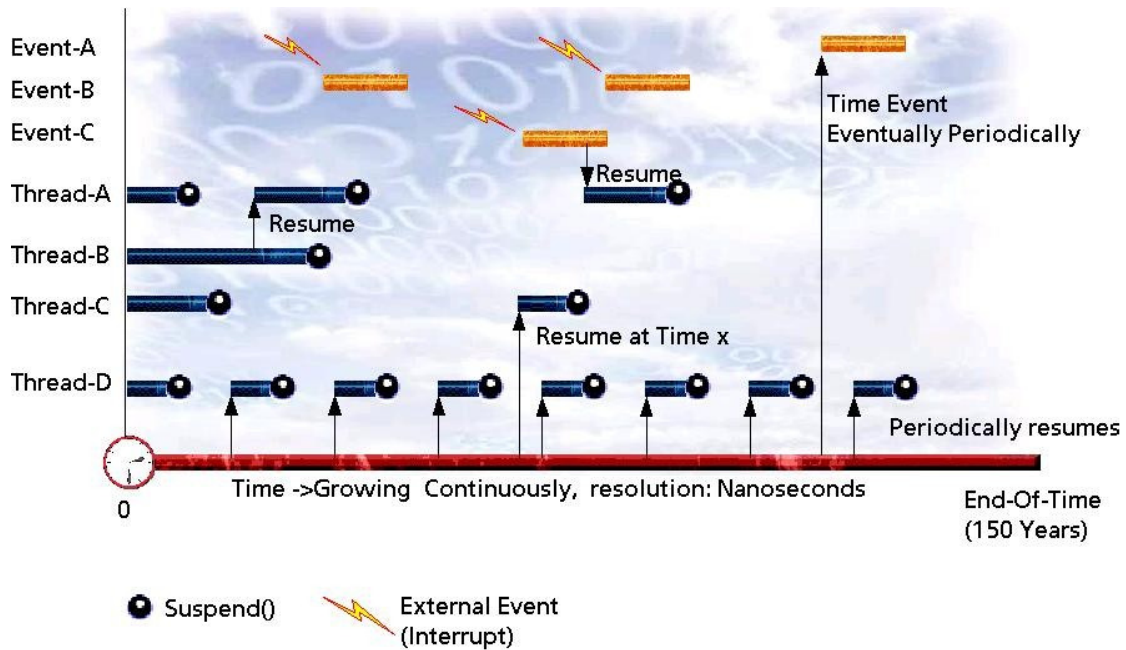 Event-A
Event-B
Event-C
Time Event
Eventually Periodically
Thread-A
Resume
Resume
Thread-B
Thread-C
Resume at Time x
Thread-D
Periodically resumes
Time ->Growing Continuously, resolution: Nanoseconds
0
End-Of-Time
(150 Years)
Suspend()
External Event
(Interrupt)